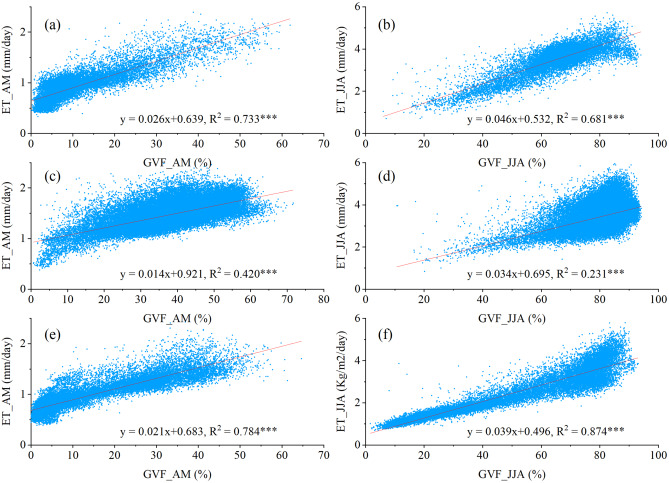 (a)
ET_AM (mm/day)
2
1
0
0 10 20 30 40 50 60 70
y = 0.026x+0.639, R² = 0.733***
GVF_AM (%)
(b)
ET_JJA (mm/day)
6
4
2
0
0 20 40 60 80 100
y = 0.046x+0.532, R² = 0.681***
GVF_JJA (%)
(c)
ET_AM (mm/day)
2
1
0
0 10 20 30 40 50 60 70
y = 0.014x+0.921, R² = 0.420***
GVF_AM (%)
(d)
ET_JJA (mm/day)
6
4
2
0
0 20 40 60 80 100
y = 0.034x+0.695, R² = 0.231***
GVF_JJA (%)
(e)
ET_AM (mm/day)
2
1
0
0 10 20 30 40 50 60 70
y = 0.021x+0.683, R² = 0.784***
GVF_AM (%)
(f)
ET_JJA (Kg/m2/day)
6
4
2
0
0 20 40 60 80 100
y = 0.039x+0.496, R² = 0.874***
GVF_JJA (%)